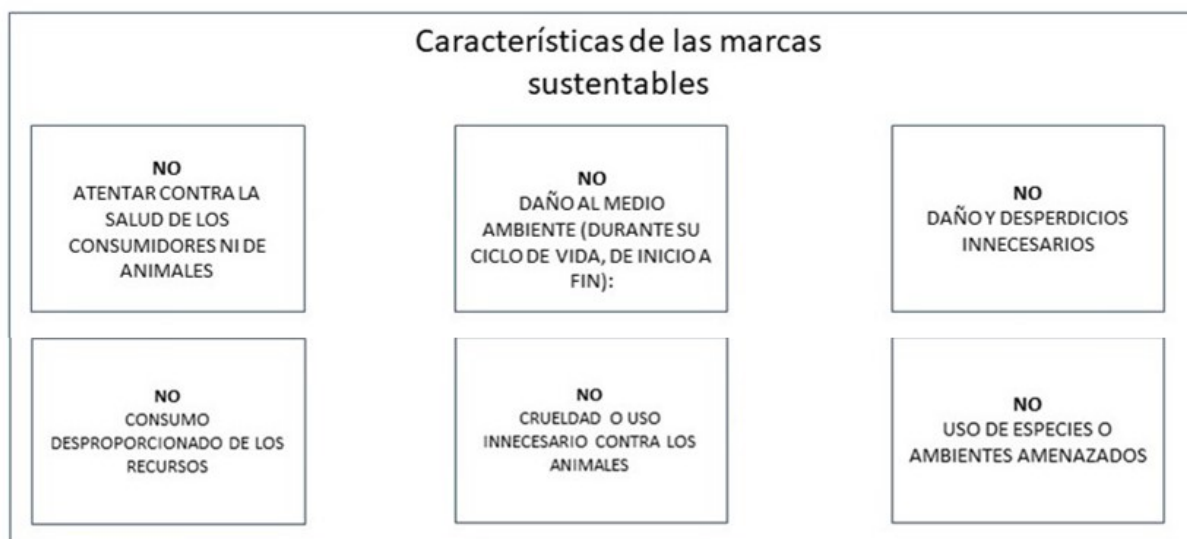 Características de las marcas
sustentables
NO
ATENTAR CONTRA LA
SALUD DE LOS
CONSUMIDORES NI DE
ANIMALES
NO
DAÑO AL MEDIO
AMBIENTE (DURANTE SU
CICLO DE VIDA, DE INICIO A
FIN):
NO
DAÑO Y DESPERDICIOS
INNECESARIOS
NO
CONSUMO
DESPROPORCIONADO DE LOS
RECURSOS
NO
CRUELDAD O USO
INNECESARIO CONTRA LOS
ANIMALES
NO
USO DE ESPECIES O
AMBIENTES AMENAZADOS